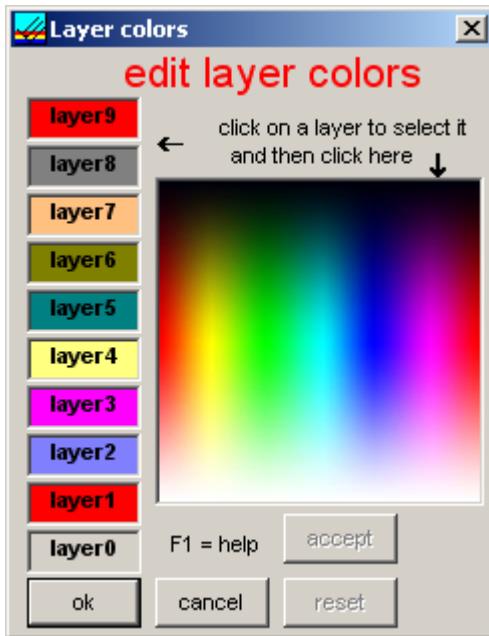 Layer colors
edit layer colors
layer9
click on a layer to select it
and then click here
layer8
layer7
layer6
layer5
layer4
layer3
layer2
layer1
layer0
F1 = help
accept
ok
cancel
reset